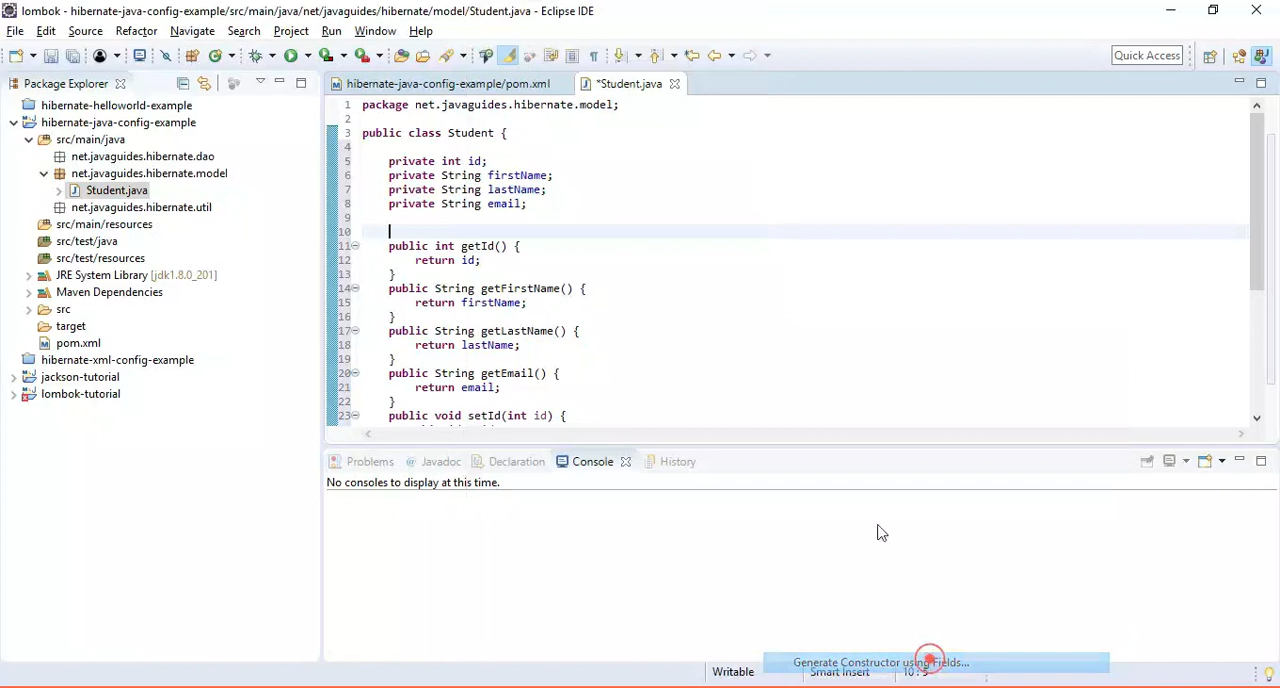 lombok - hibernate-java-config-example/src/main/java/net/javaguides/hibernate/model/Student.java - Eclipse IDE
File Edit Source Refactor Navigate Search Project Run Window Help
Quick Access
Package Explorer
hibernate-java-config-example/pom.xml
*Student.java
hibernate-helloworld-example
hibernate-java-config-example
src/main/java
net.javaguides.hibernate.dao
net.javaguides.hibernate.model
Student.java
net.javaguides.hibernate.util
src/main/resources
src/test/java
src/test/resources
JRE System Library [jdk1.8.0_201]
Maven Dependencies
src
target
pom.xml
hibernate-xml-config-example
jackson-tutorial
lombok-tutorial
1 package net.javaguides.hibernate.model;
2
3 public class Student {
4
5 private int id;
6 private String firstName;
7 private String lastName;
8 private String email;
9
10
11 public int getId() {
12 return id;
13 }
14 public String getFirstName() {
15 return firstName;
16 }
17 public String getLastName() {
18 return lastName;
19 }
20 public String getEmail() {
21 return email;
22 }
23 public void setId(int id) {
Problems @ Javadoc Declaration Console History
No consoles to display at this time.
Generate Constructor using Fields...
Writable Smart Insert 10 : 5